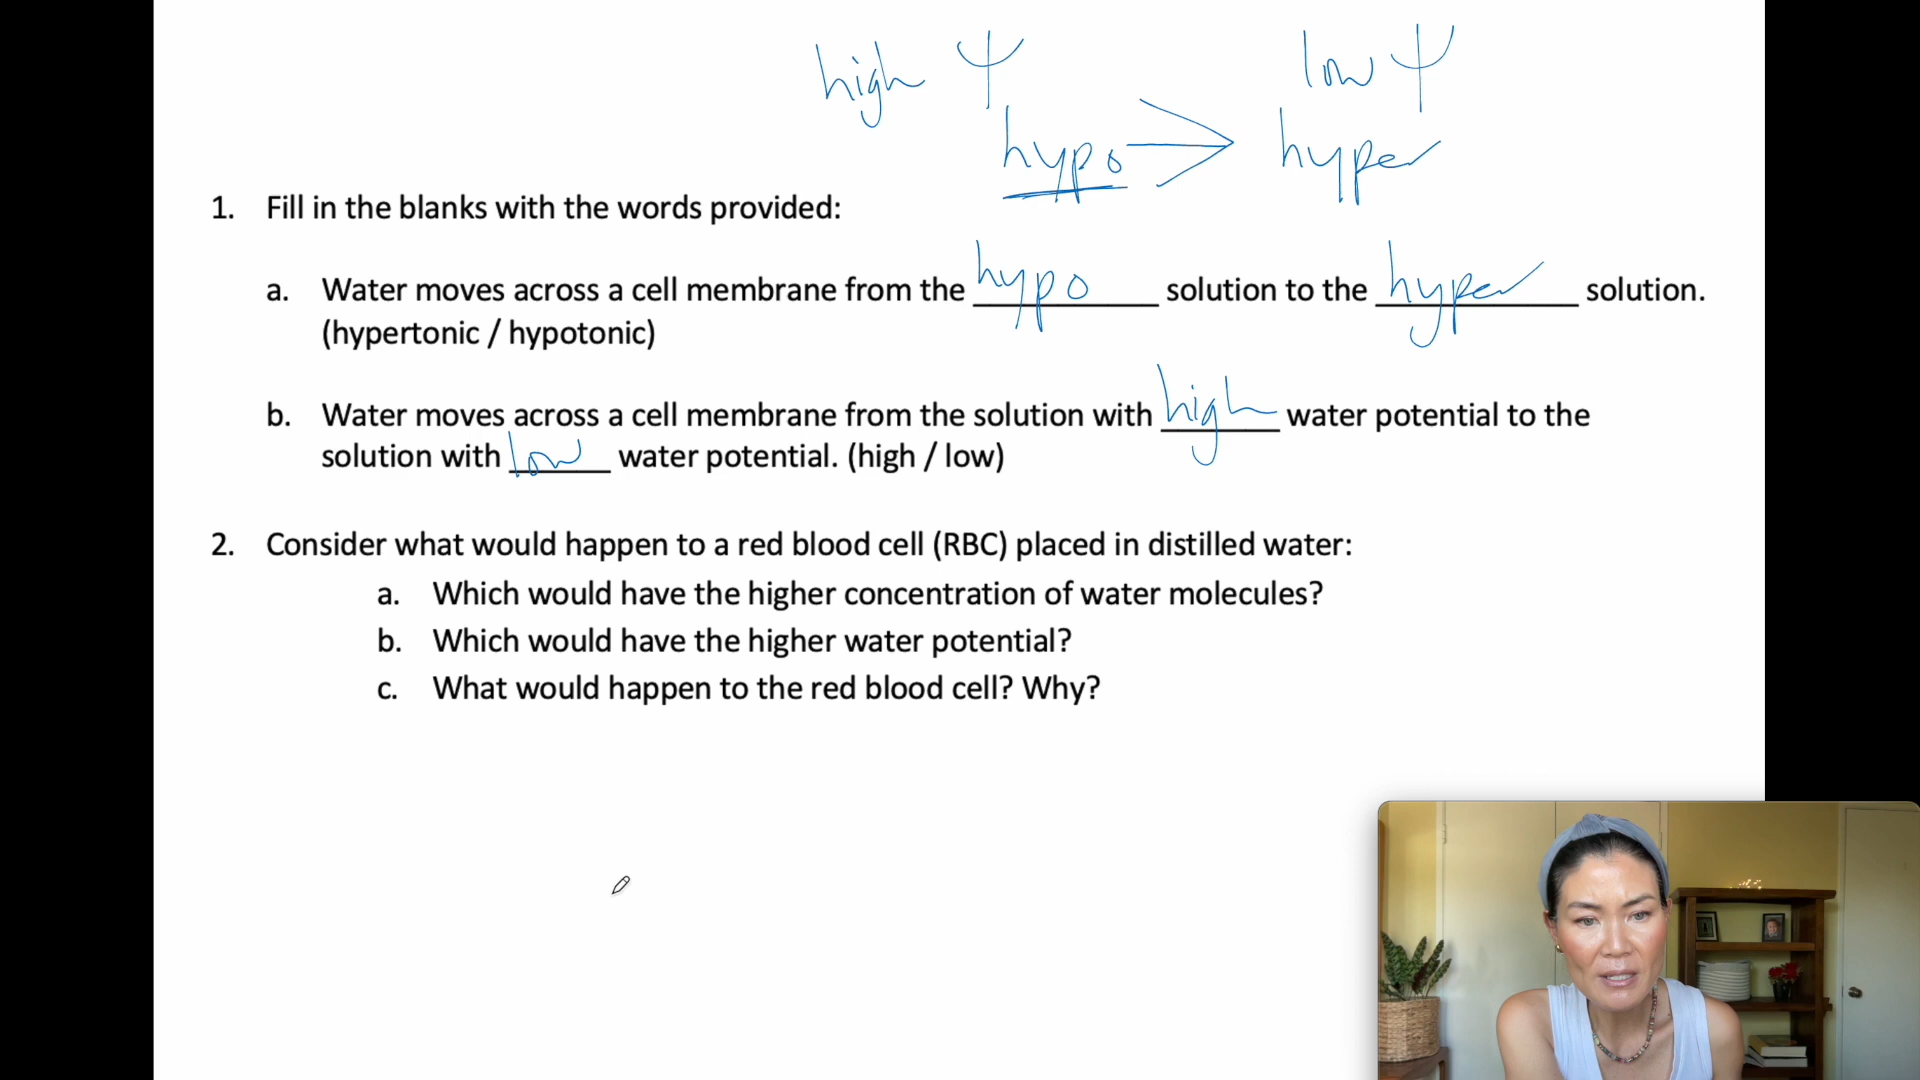 high Ψ low Ψ
hypo hyper
1. Fill in the blanks with the words provided:
a. Water moves across a cell membrane from the hypo solution to the hyper solution.
(hypertonic / hypotonic)
b. Water moves across a cell membrane from the solution with high water potential to the
solution with low water potential. (high / low)
2. Consider what would happen to a red blood cell (RBC) placed in distilled water:
a. Which would have the higher concentration of water molecules?
b. Which would have the higher water potential?
c. What would happen to the red blood cell? Why?